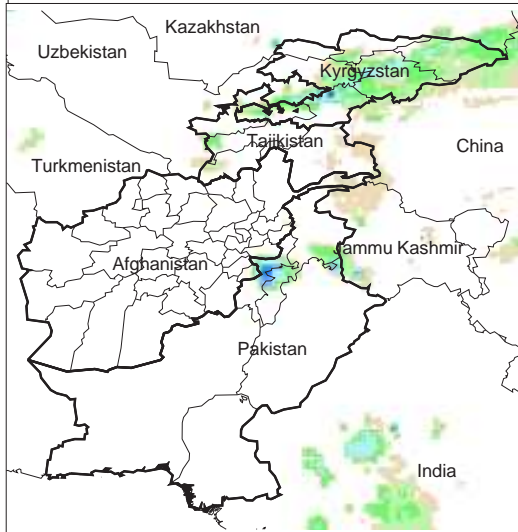 Kazakhstan
Uzbekistan
Kyrgyzstan
Tajikistan
China
Turkmenistan
Jammu Kashmir
Afghanistan
Pakistan
India